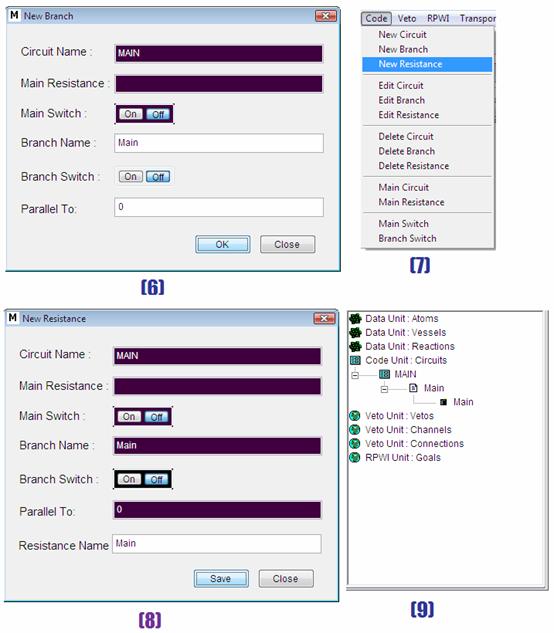 M New Branch
Circuit Name : MAIN
Main Resistance :
Main Switch : On Off
Branch Name : Main
Branch Switch : On Off
Parallel To: 0
OK Close
(6)
Code Veto RPWI Transpor
New Circuit
New Branch
New Resistance
Edit Circuit
Edit Branch
Edit Resistance
Delete Circuit
Delete Branch
Delete Resistance
Main Circuit
Main Resistance
Main Switch
Branch Switch
(7)
M New Resistance
Circuit Name : MAIN
Main Resistance :
Main Switch : On Off
Branch Name : Main
Branch Switch : On Off
Parallel To: 0
Resistance Name Main
Save Close
(8)
Data Unit : Atoms
Data Unit : Vessels
Data Unit : Reactions
Code Unit : Circuits
MAIN
Main
Main
Veto Unit : Vetos
Veto Unit : Channels
Veto Unit : Connections
RPWI Unit : Goals
(9)